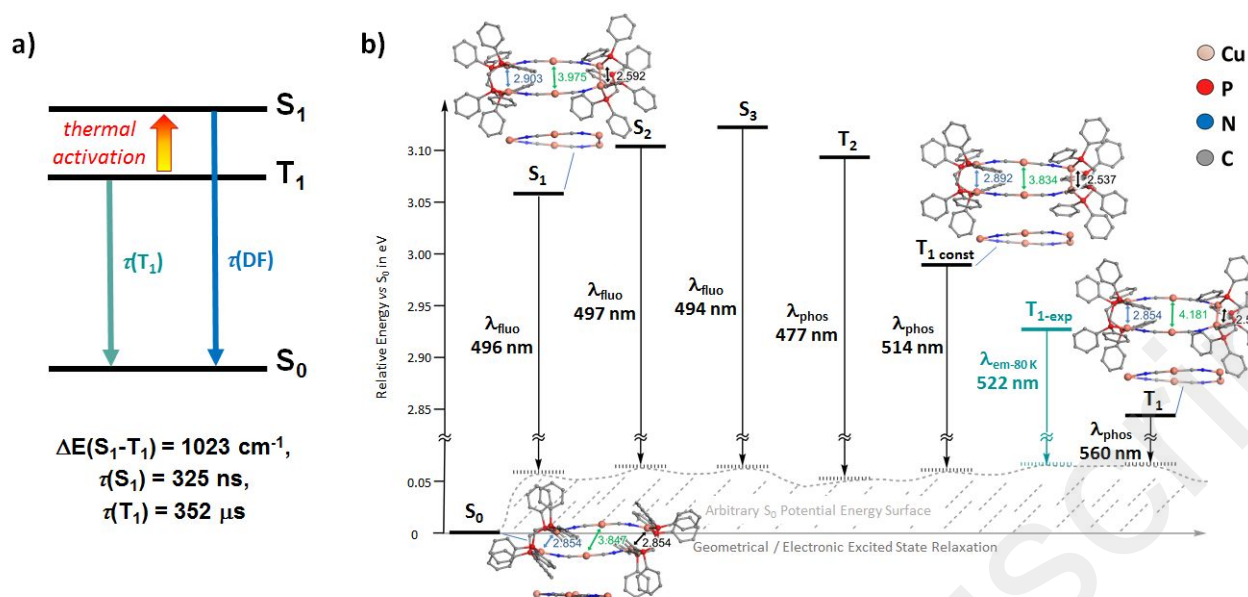 a)
S1
thermal
activation
T1
τ(T1)
τ(DF)
S0
ΔE(S1-T1) = 1023 cm-1,
τ(S1) = 325 ns,
τ(T1) = 352 μs
b)
Relative Energy vs S0 in eV
3.10
3.05
3.00
2.95
2.90
2.85
0.05
0
2.903
3.975
2.592
S1
S2
S3
T2
λfluo
496 nm
λfluo
497 nm
λfluo
494 nm
λphos
477 nm
2.892
3.834
2.537
T1 const
λphos
514 nm
T1-exp
λem-80 K
522 nm
2.854
4.181
T1
λphos
560 nm
S0
2.854
3.847
2.854
Arbitrary S0 Potential Energy Surface
Geometrical / Electronic Excited State Relaxation
Cu
P
N
C